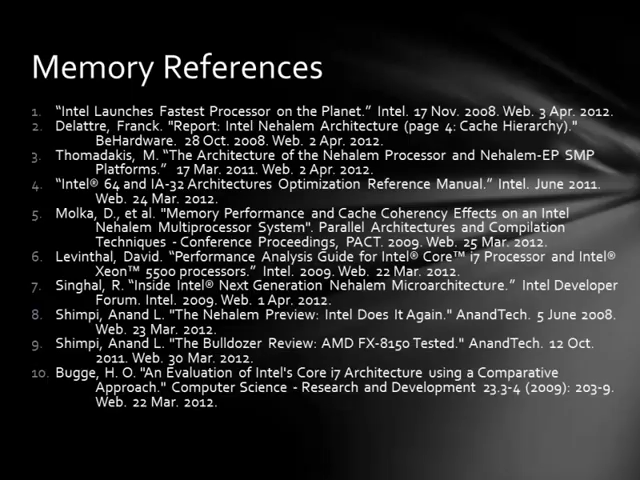 Memory References
1. “Intel Launches Fastest Processor on the Planet.” Intel. 17 Nov. 2008. Web. 3 Apr. 2012.
2. Delattre, Franck. "Report: Intel Nehalem Architecture (page 4: Cache Hierarchy)."
BeHardware. 28 Oct. 2008. Web. 2 Apr. 2012.
3. Thomadakis, M. “The Architecture of the Nehalem Processor and Nehalem-EP SMP
Platforms.” 17 Mar. 2011. Web. 2 Apr. 2012.
4. “Intel® 64 and IA-32 Architectures Optimization Reference Manual.” Intel. June 2011.
Web. 24 Mar. 2012.
5. Molka, D., et al. "Memory Performance and Cache Coherency Effects on an Intel
Nehalem Multiprocessor System". Parallel Architectures and Compilation
Techniques - Conference Proceedings, PACT. 2009. Web. 25 Mar. 2012.
6. Levinthal, David. “Performance Analysis Guide for Intel® Core™ i7 Processor and Intel®
Xeon™ 5500 processors.” Intel. 2009. Web. 22 Mar. 2012.
7. Singhal, R. “Inside Intel® Next Generation Nehalem Microarchitecture.” Intel Developer
Forum. Intel. 2009. Web. 1 Apr. 2012.
8. Shimpi, Anand L. "The Nehalem Preview: Intel Does It Again." AnandTech. 5 June 2008.
Web. 23 Mar. 2012.
9. Shimpi, Anand L. "The Bulldozer Review: AMD FX-8150 Tested." AnandTech. 12 Oct.
2011. Web. 30 Mar. 2012.
10. Bugge, H. O. "An Evaluation of Intel's Core i7 Architecture using a Comparative
Approach." Computer Science - Research and Development 23.3-4 (2009): 203-9.
Web. 22 Mar. 2012.